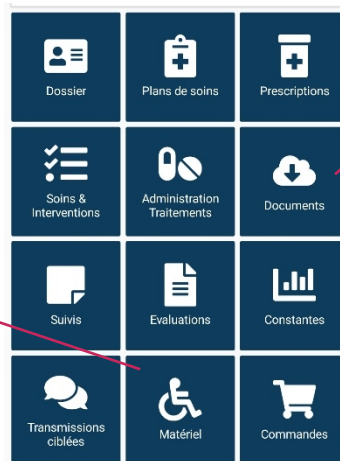 Dossier
Plans de soins
Prescriptions
Soins &
Interventions
Administration
Traitements
Documents
Suivis
Evaluations
Constantes
Transmissions
ciblées
Matériel
Commandes